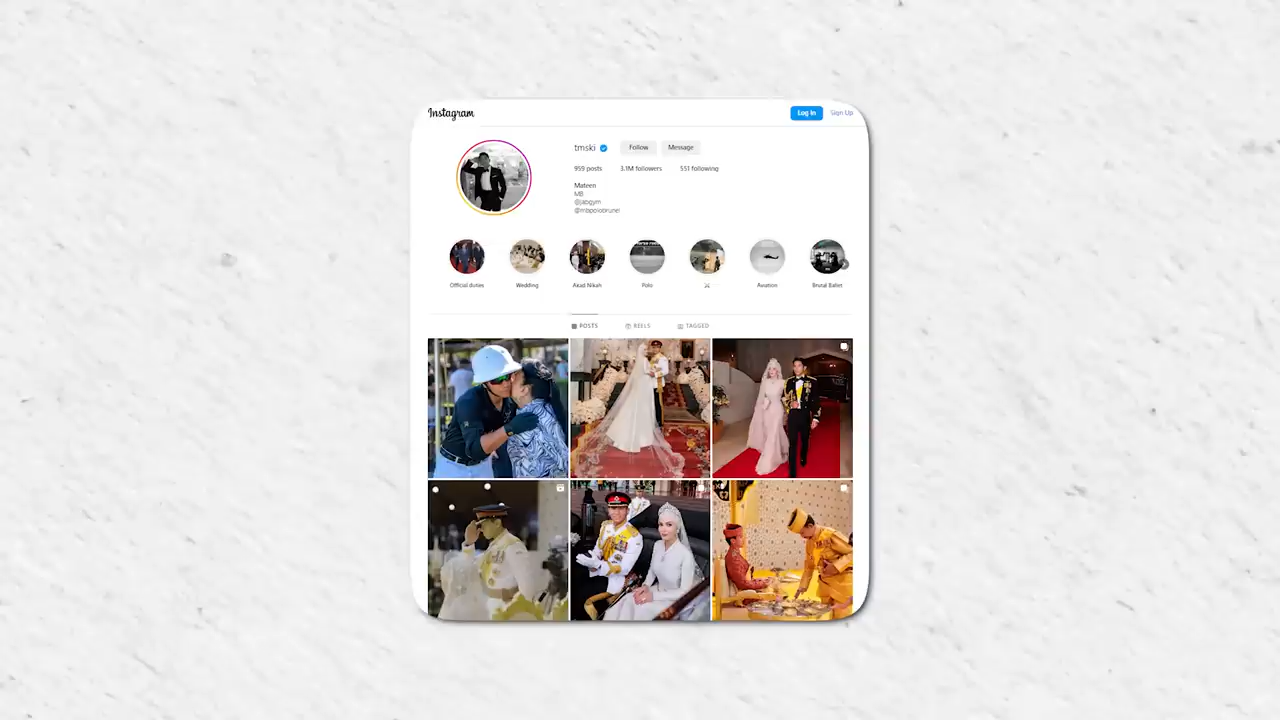 Instagram
Log In
Sign Up
tmski
Follow
Message
959 posts
3.1M followers
551 following
Mateen
MB
@jabgym
@mbpolobrunei
Official duties
Wedding
Akad Nikah
Polo
Aviation
Brutal Ballet
POSTS
REELS
TAGGED